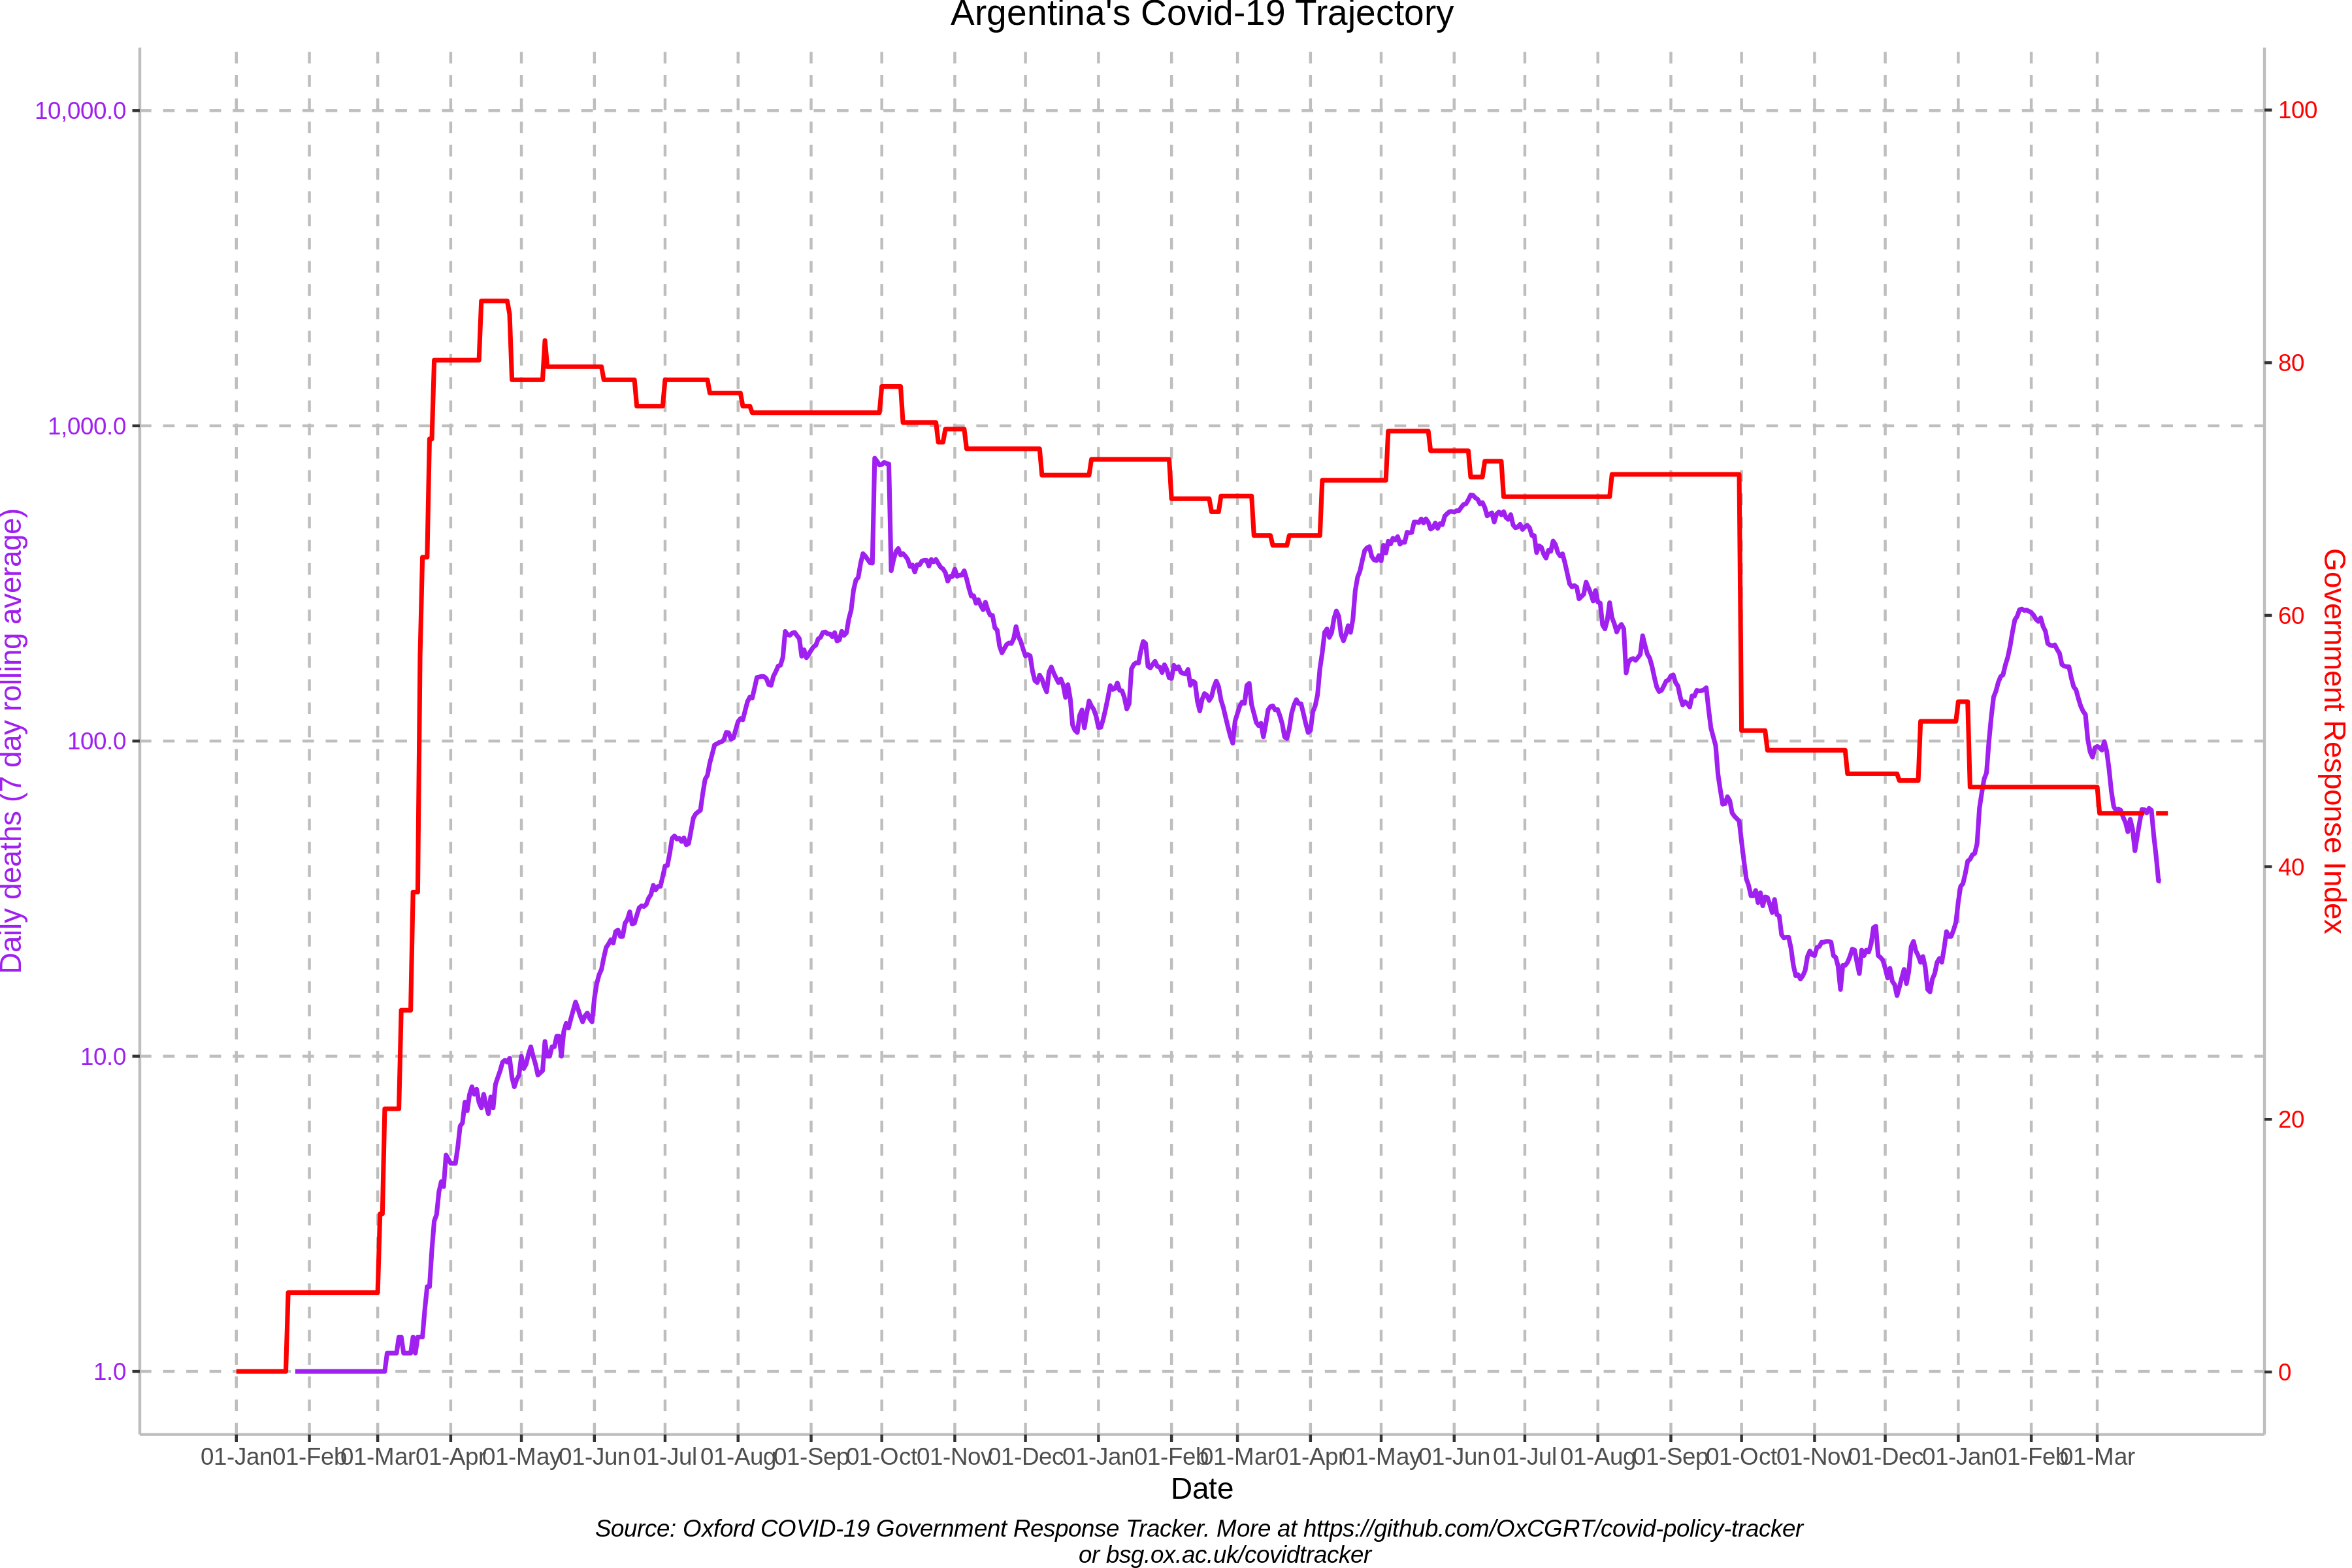 Argentina's Covid-19 Trajectory
10,000.0
1,000.0
100.0
10.0
1.0
Daily deaths (7 day rolling average)
100
80
60
40
20
0
Government Response Index
01-Jan 01-Feb 01-Mar 01-Apr 01-May 01-Jun 01-Jul 01-Aug 01-Sep 01-Oct 01-Nov 01-Dec 01-Jan 01-Feb 01-Mar 01-Apr 01-May 01-Jun 01-Jul 01-Aug 01-Sep 01-Oct 01-Nov 01-Dec 01-Jan 01-Feb 01-Mar
Date
Source: Oxford COVID-19 Government Response Tracker. More at https://github.com/OxCGRT/covid-policy-tracker
or bsg.ox.ac.uk/covidtracker